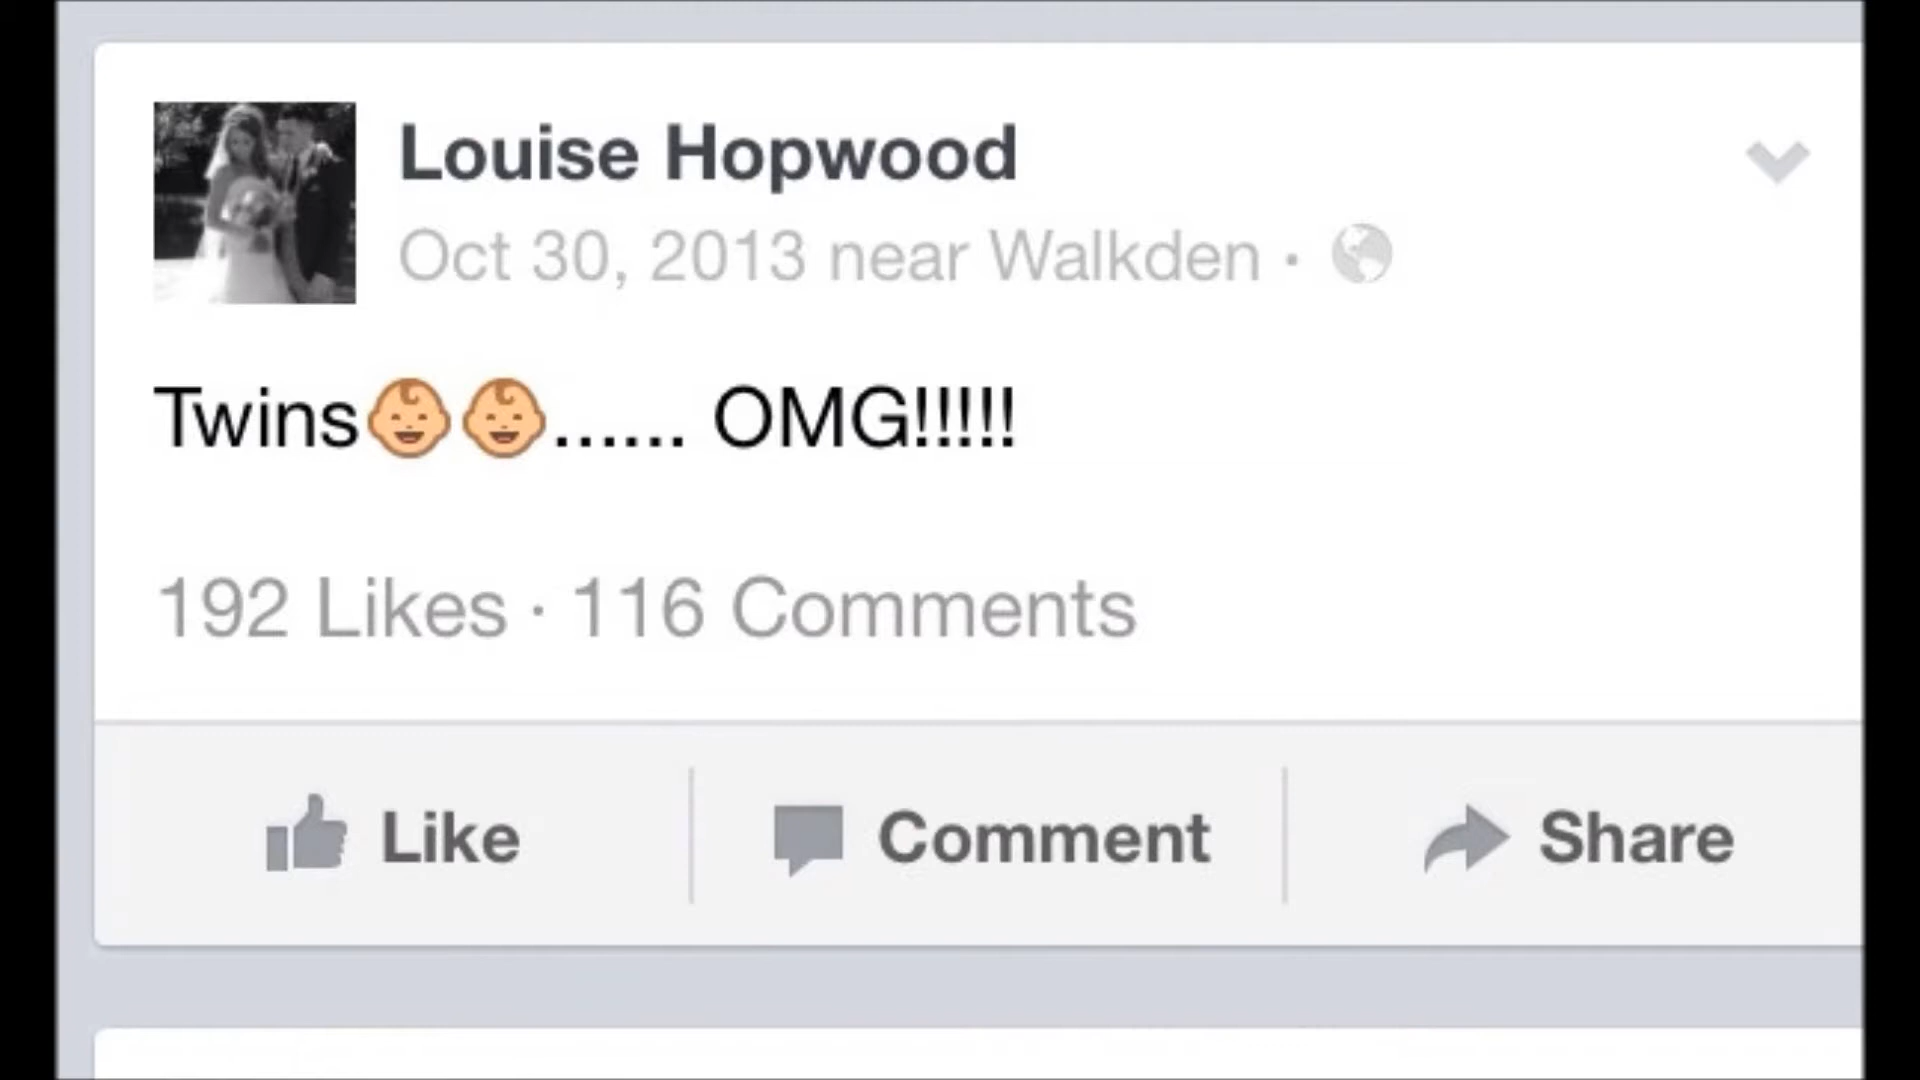 Louise Hopwood
Oct 30, 2013 near Walkden ·
Twins👶👶...... OMG!!!!!
192 Likes · 116 Comments
Like Comment Share